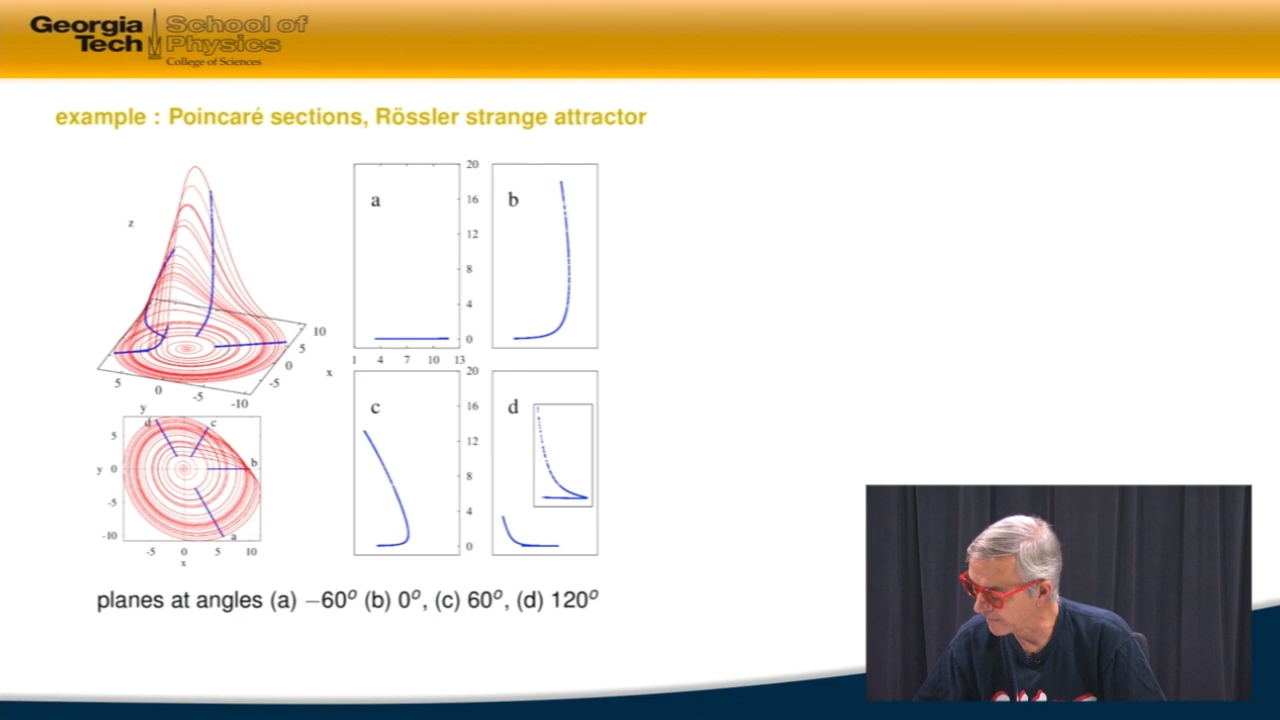 Georgia Tech
School of Physics
College of Sciences
example : Poincaré sections, Rössler strange attractor
z
10
5
0
-5
x
5
0
-5
-10
y
a
b
20
16
12
8
4
0
1 4 7 10 13
c
d
20
16
12
8
4
0
d
c
b
a
5
0
-5
-10
y
-5 0 5 10
x
planes at angles (a) −60° (b) 0°, (c) 60°, (d) 120°